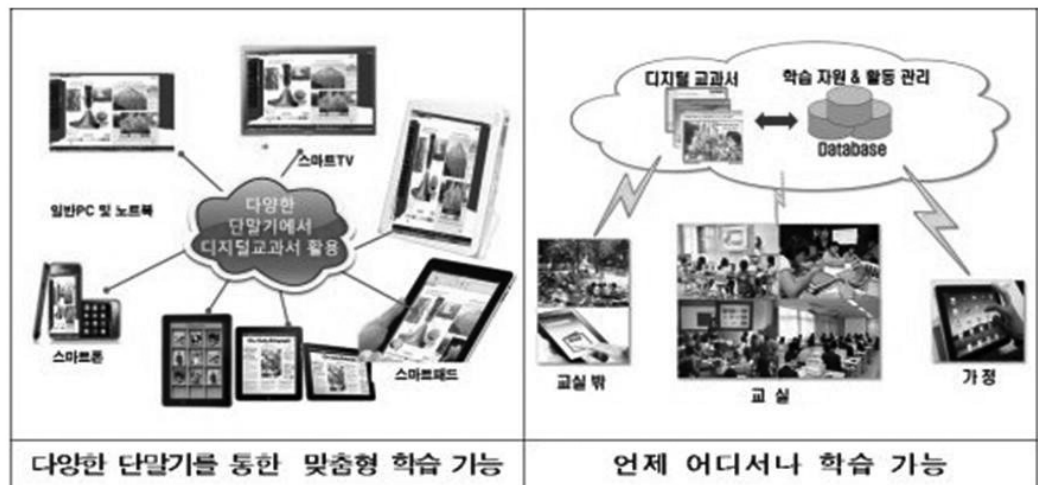 스마트TV
일반PC 및 노트북
다양한
단말기에서
디지털교과서 활용
스마트폰
스마트패드
다양한 단말기를 통한 맞춤형 학습 기능
디지털 교과서
학습 자원 & 활동 관리
Database
교실 밖
교 실
가 정
언제 어디서나 학습 가능